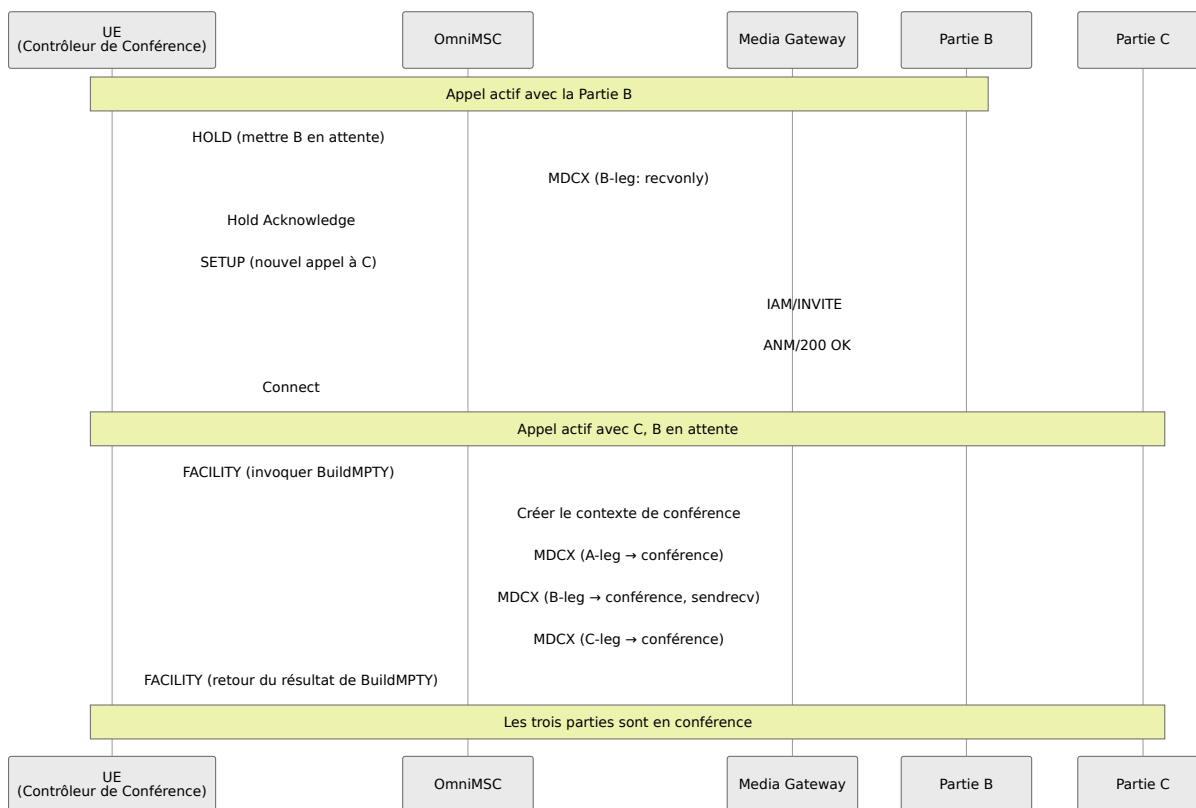 UE
(Contrôleur de Conférence)
OmniMSC
Media Gateway
Partie B
Partie C
Appel actif avec la Partie B
HOLD (mettre B en attente)
MDCX (B-leg: recvonly)
Hold Acknowledge
SETUP (nouvel appel à C)
IAM/INVITE
ANM/200 OK
Connect
Appel actif avec C, B en attente
FACILITY (invoquer BuildMPTY)
Créer le contexte de conférence
MDCX (A-leg → conférence)
MDCX (B-leg → conférence, sendrecv)
MDCX (C-leg → conférence)
FACILITY (retour du résultat de BuildMPTY)
Les trois parties sont en conférence
UE
(Contrôleur de Conférence)
OmniMSC
Media Gateway
Partie B
Partie C